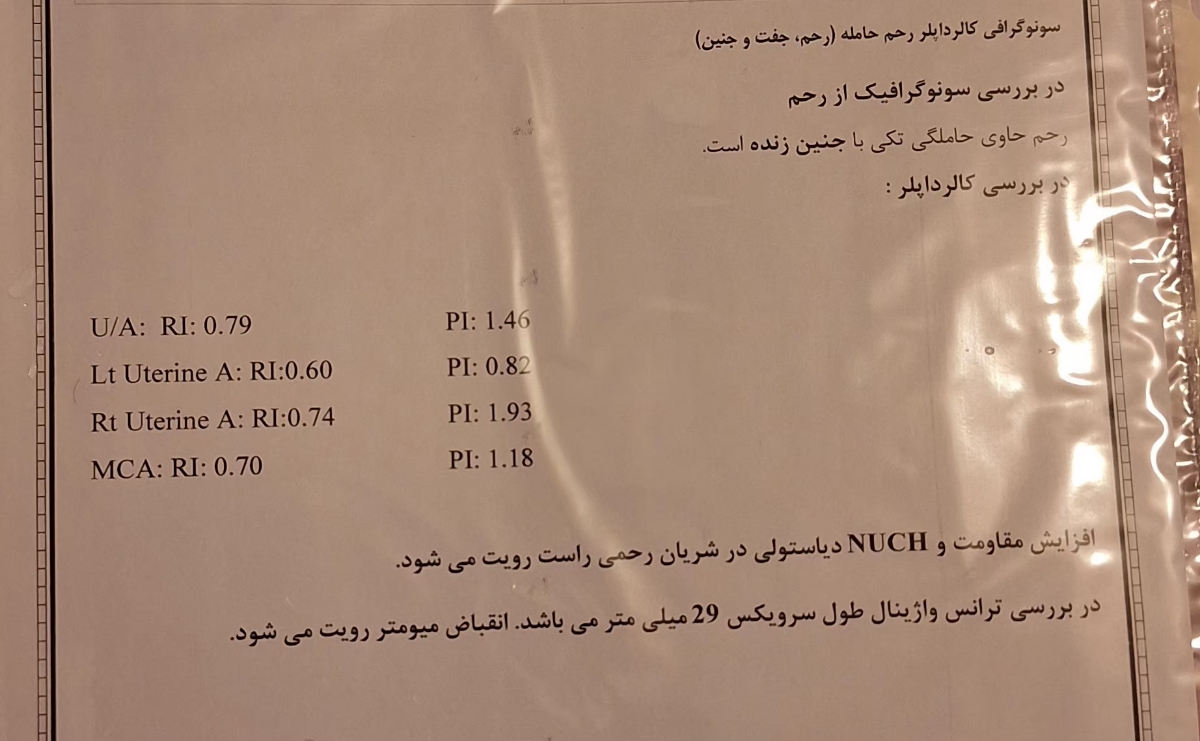 سونوگرافی کالرداپلر رحم حامله (رحم، جفت و جنین)
در بررسی سونوگرافیک از رحم
رحم حاوی حاملگی تکی با جنین زنده است.
در بررسی کالرداپلر :
U/A: RI: 0.79 PI: 1.46
Lt Uterine A: RI:0.60 PI: 0.82
Rt Uterine A: RI:0.74 PI: 1.93
MCA: RI: 0.70 PI: 1.18
افزایش مقاومت و NUCH دیاستولی در شریان رحمی راست رویت می شود.
در بررسی ترانس واژینال طول سرویکس 29 میلی متر می باشد. انقباض میومتر رویت می شود.